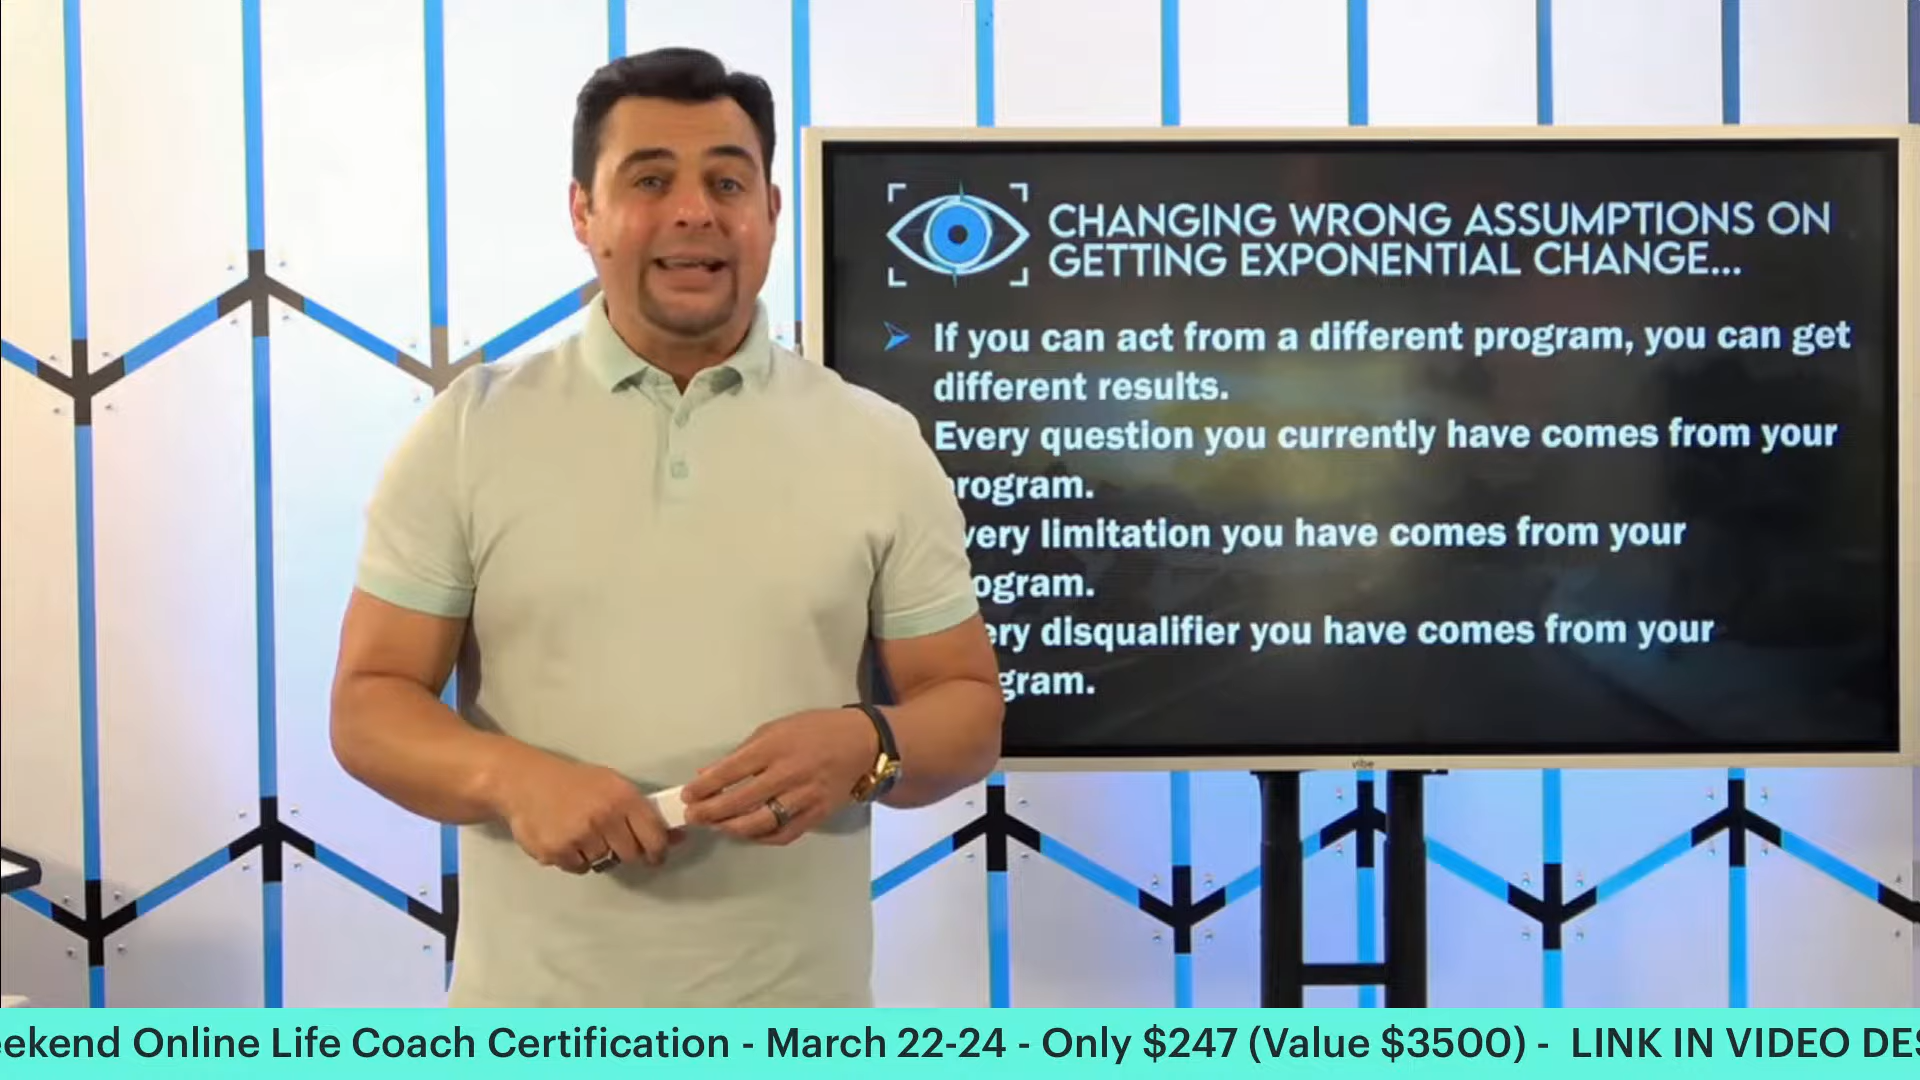 CHANGING WRONG ASSUMPTIONS ON
GETTING EXPONENTIAL CHANGE...
If you can act from a different program, you can get
different results.
Every question you currently have comes from your
rogram.
very limitation you have comes from your
ogram.
ery disqualifier you have comes from your
gram.
vibe
eekend Online Life Coach Certification - March 22-24 - Only $247 (Value $3500) - LINK IN VIDEO DES